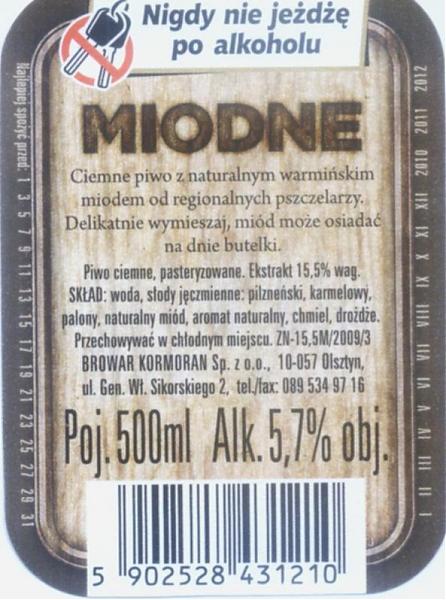 Nigdy nie jeżdżę
po alkoholu
MIODNE
Ciemne piwo z naturalnym warmińskim
miodem od regionalnych pszczelarzy.
Delikatnie wymieszaj, miód może osiadać
na dnie butelki.
Piwo ciemne, pasteryzowane. Ekstrakt 15,5% wag.
SKŁAD: woda, słody jęczmienne: pilzneński, karmelowy,
palony, naturalny miód, aromat naturalny, chmiel, drożdże.
Przechowywać w chłodnym miejscu. ZN-15,5M/2009/3
BROWAR KORMORAN Sp. z o.o., 10-057 Olsztyn,
ul. Gen. Wł. Sikorskiego 2, tel./fax: 089 534 97 16
Poj. 500ml Alk. 5,7% obj.
5 902528 431210
Najlepiej spożyć przed: 1 3 5 7 9 11 13 15 17 19 21 23 25 27 29 31
I II III IV V VI VII VIII IX X XI XII 2010 2011 2012